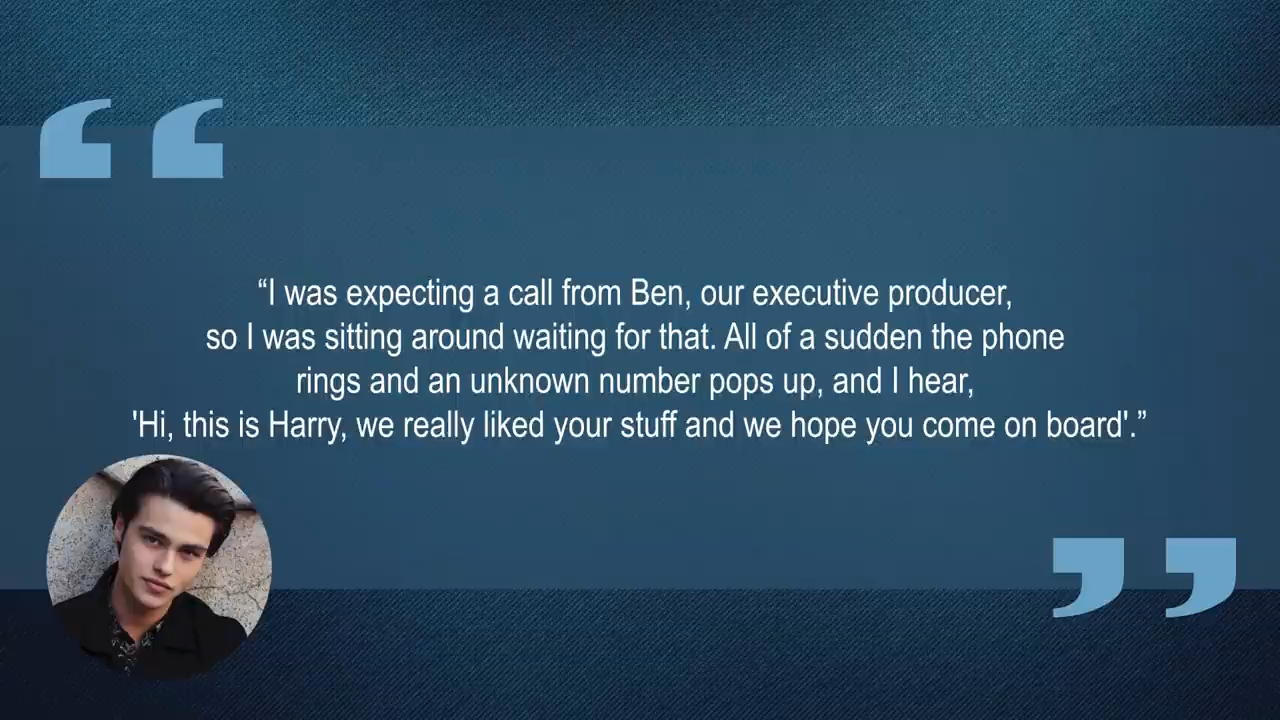 “I was expecting a call from Ben, our executive producer,
so I was sitting around waiting for that. All of a sudden the phone
rings and an unknown number pops up, and I hear,
'Hi, this is Harry, we really liked your stuff and we hope you come on board'.”